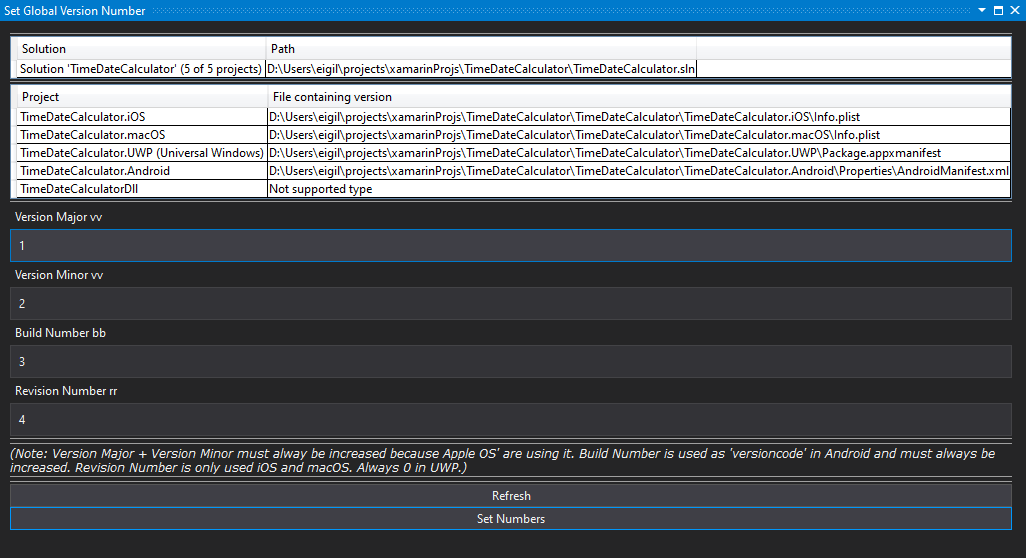 Set Global Version Number
Solution Path
Solution 'TimeDateCalculator' (5 of 5 projects) D:\Users\eigil\projects\xamarinProjs\TimeDateCalculator\TimeDateCalculator.sln
Project File containing version
TimeDateCalculator.iOS D:\Users\eigil\projects\xamarinProjs\TimeDateCalculator\TimeDateCalculator\TimeDateCalculator.iOS\Info.plist
TimeDateCalculator.macOS D:\Users\eigil\projects\xamarinProjs\TimeDateCalculator\TimeDateCalculator\TimeDateCalculator.macOS\Info.plist
TimeDateCalculator.UWP (Universal Windows) D:\Users\eigil\projects\xamarinProjs\TimeDateCalculator\TimeDateCalculator\TimeDateCalculator.UWP\Package.appxmanifest
TimeDateCalculator.Android D:\Users\eigil\projects\xamarinProjs\TimeDateCalculator\TimeDateCalculator\TimeDateCalculator.Android\Properties\AndroidManifest.xml
TimeDateCalculatorDll Not supported type
Version Major vv
1
Version Minor vv
2
Build Number bb
3
Revision Number rr
4
(Note: Version Major + Version Minor must alway be increased because Apple OS' are using it. Build Number is used as 'versioncode' in Android and must always be
increased. Revision Number is only used iOS and macOS. Always 0 in UWP.)
Refresh
Set Numbers